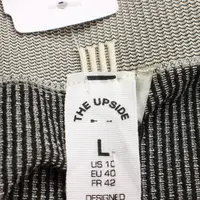 THE UPSIDE
L
US 10
EU 40
FR 42
DESIGNED